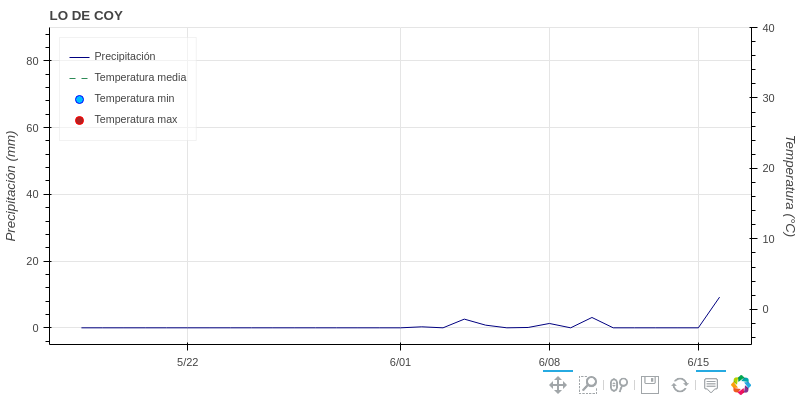 LO DE COY
Precipitación
Temperatura media
Temperatura min
Temperatura max
Precipitación (mm)
80
60
40
20
0
Temperatura (°C)
40
30
20
10
0
5/22
6/01
6/08
6/15